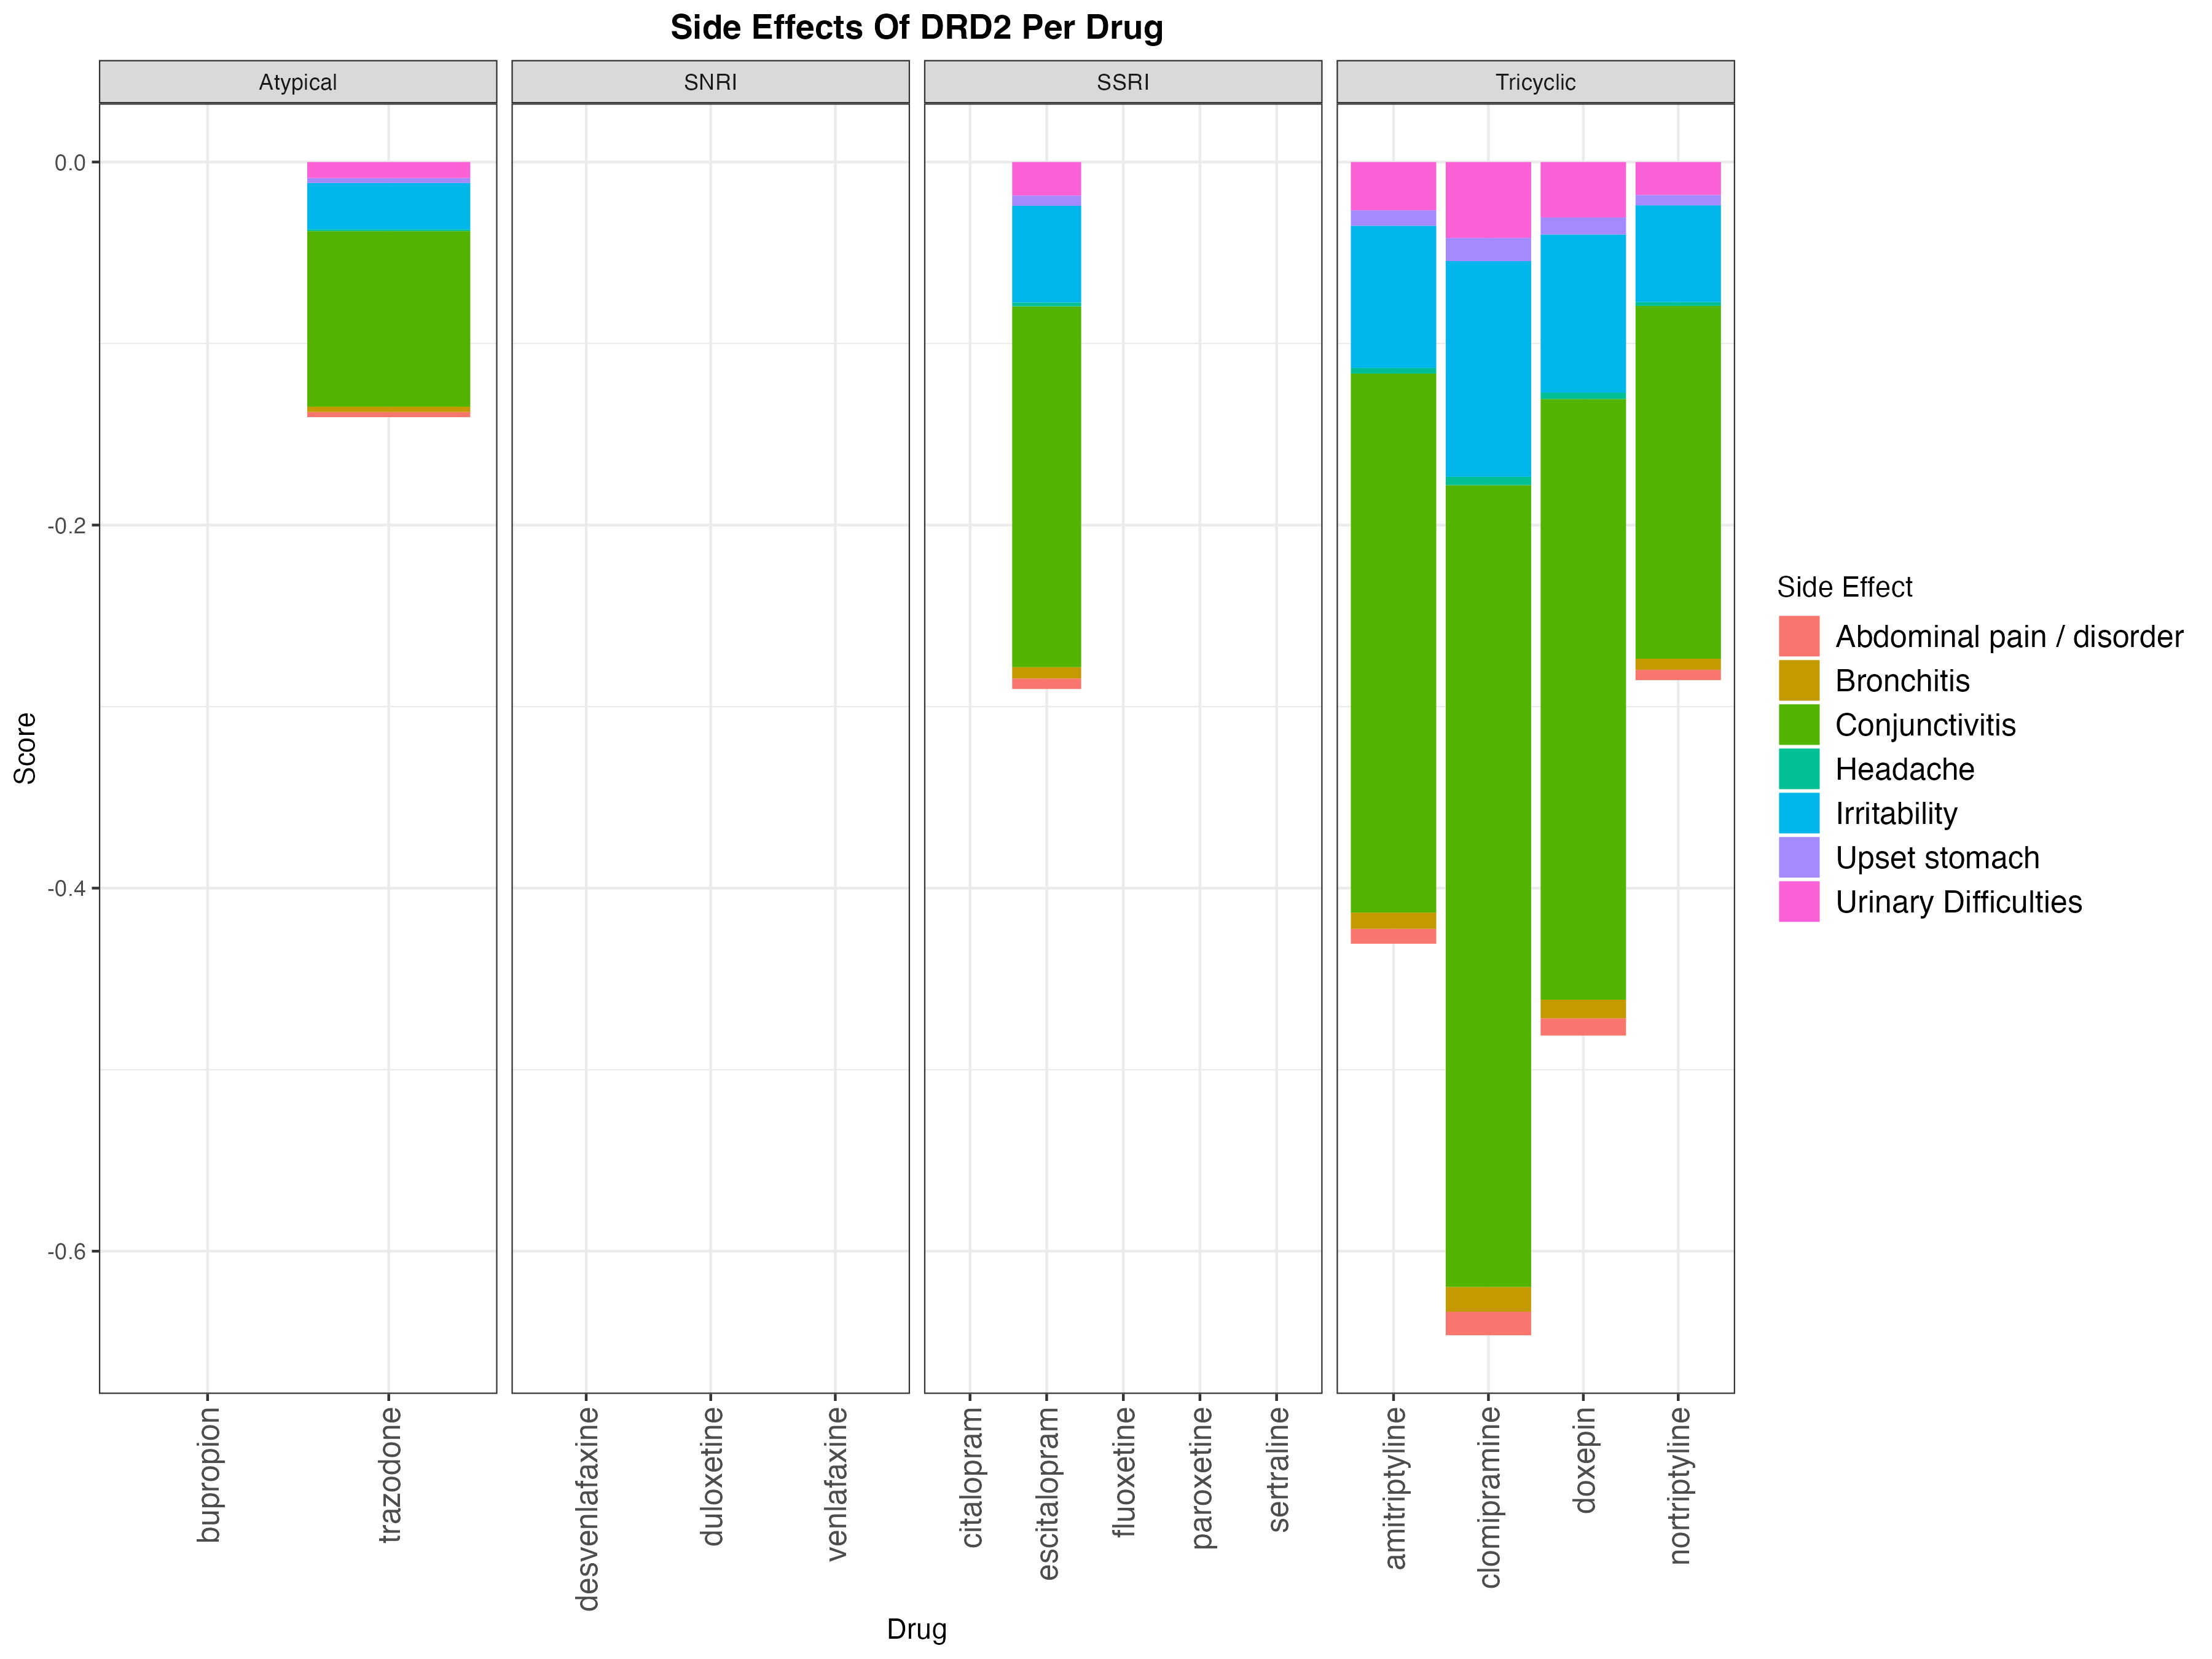 Side Effects Of DRD2 Per Drug
Atypical
SNRI
SSRI
Tricyclic
0.0
-0.2
-0.4
-0.6
Score
bupropion
trazodone
desvenlafaxine
duloxetine
venlafaxine
citalopram
escitalopram
fluoxetine
paroxetine
sertraline
amitriptyline
clomipramine
doxepin
nortriptyline
Drug
Side Effect
Abdominal pain / disorder
Bronchitis
Conjunctivitis
Headache
Irritability
Upset stomach
Urinary Difficulties